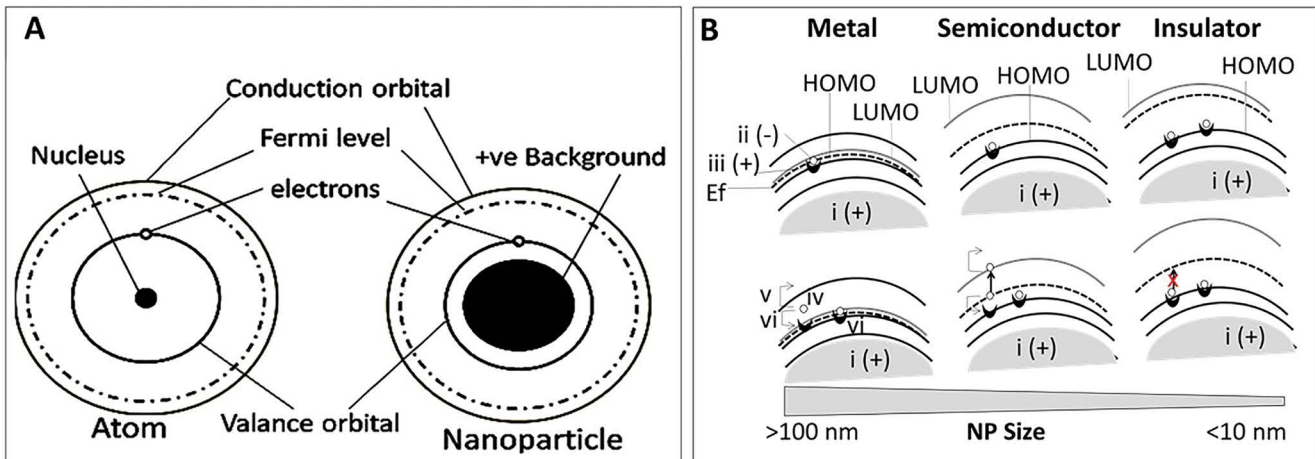 A
Conduction orbital
Fermi level
Nucleus
+ve Background
electrons
Valance orbital
Atom
Nanoparticle
B
Metal Semiconductor Insulator
LUMO HOMO
HOMO LUMO HOMO
LUMO
ii (-)
iii (+)
Ef
i (+) i (+) i (+)
v iv
vi
vi
i (+) i (+) i (+)
>100 nm NP Size <10 nm